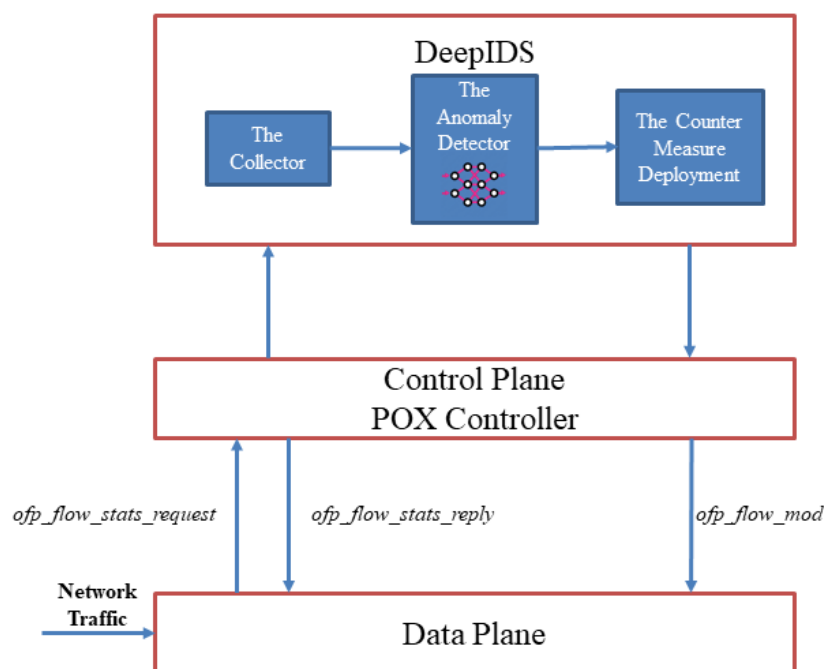 DeepIDS
The
Collector
The
Anomaly
Detector
The Counter
Measure
Deployment
Control Plane
POX Controller
ofp_flow_stats_request
ofp_flow_stats_reply
ofp_flow_mod
Network
Traffic
Data Plane